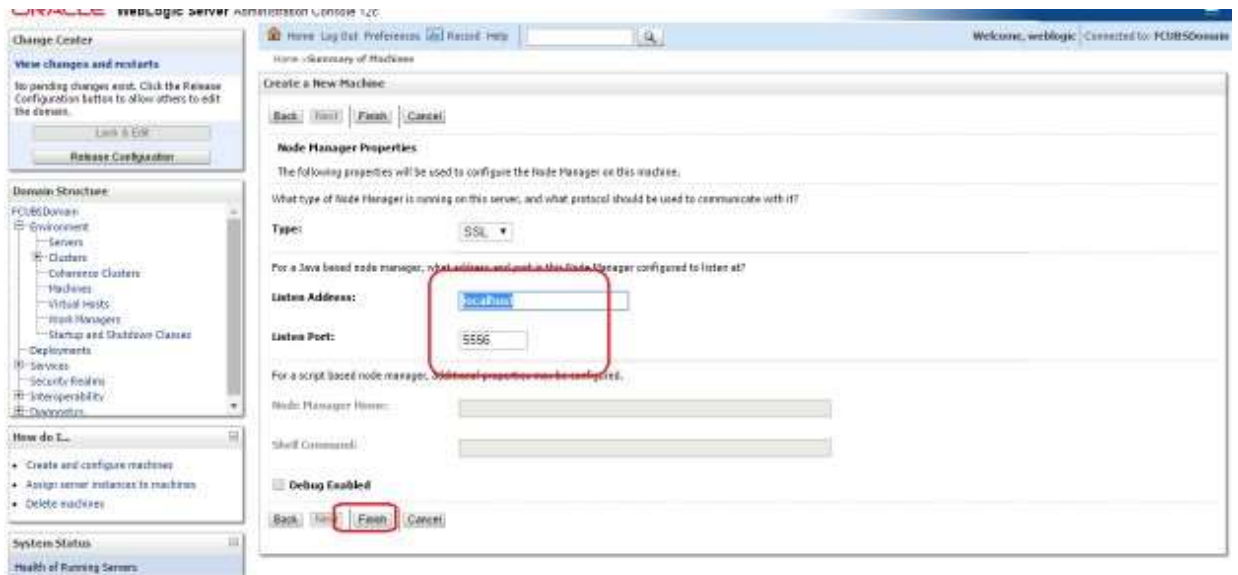 ORACLE WebLogic Server Administration Console 12c
Change Center
View changes and restarts
No pending changes exist. Click the Release
Configuration button to allow others to edit
the domain.
Lock & Edit
Release Configuration
Domain Structure
FCUBSDomain
Environment
Servers
Clusters
Coherence Clusters
Machines
Virtual Hosts
Work Managers
Startup and Shutdown Classes
Deployments
Services
Security Realms
Interoperability
Diagnostics
How do I...
Create and configure machines
Assign server instances to machines
Delete machines
System Status
Health of Running Servers
Home Log Out Preferences Record Help
Welcome, weblogic Connected to: FCUBSDomain
Home >Summary of Machines
Create a New Machine
Back Next Finish Cancel
Node Manager Properties
The following properties will be used to configure the Node Manager on this machine.
What type of Node Manager is running on this server, and what protocol should be used to communicate with it?
Type: SSL
For a Java based node manager, what address and port is this Node Manager configured to listen at?
Listen Address: localhost
Listen Port: 5556
For a script based node manager, additional properties may be configured.
Node Manager Home:
Shell Command:
Debug Enabled
Back Next Finish Cancel